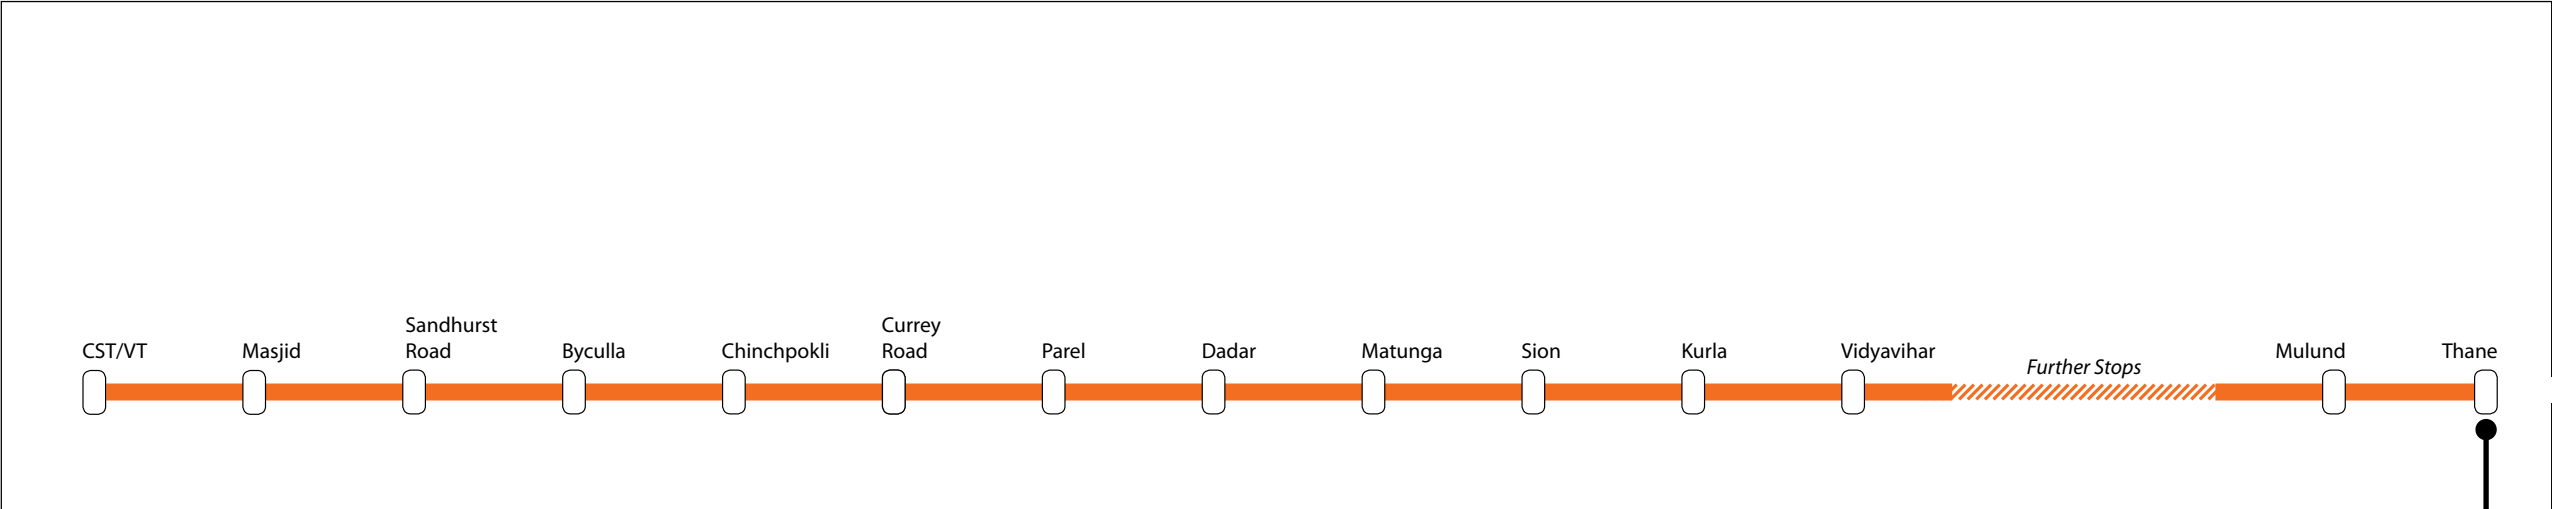 CST/VT
Masjid
Sandhurst
Road
Byculla
Chinchpokli
Currey
Road
Parel
Dadar
Matunga
Sion
Kurla
Vidyavihar
Further Stops
Mulund
Thane